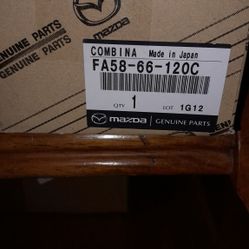 mazda
GENUINE PARTS
GENUINE PARTS
COMBINA Made in Japan
FA58-66-120C
QTY 1 LOT 1G12
mazda GENUINE PARTS